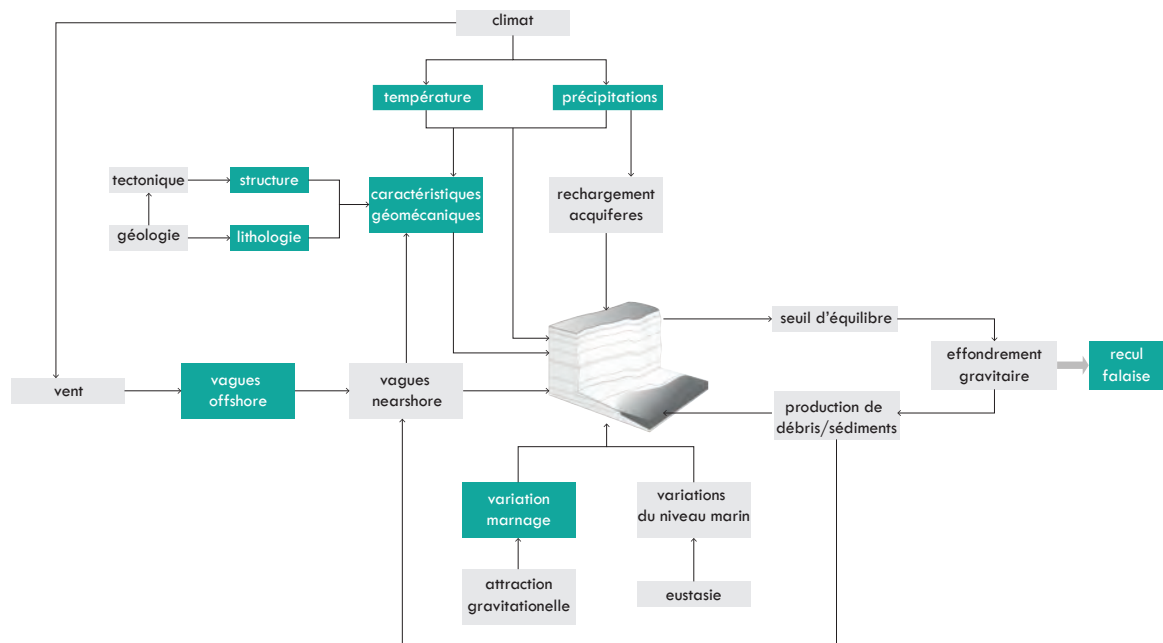 climat
température
précipitations
tectonique
structure
caractéristiques
géomécaniques
rechargement
acquiferes
géologie
lithologie
seuil d'équilibre
effondrement
gravitaire
recul
falaise
vent
vagues
offshore
vagues
nearshore
production de
débris/sédiments
variation
marnage
variations
du niveau marin
attraction
gravitationelle
eustasie